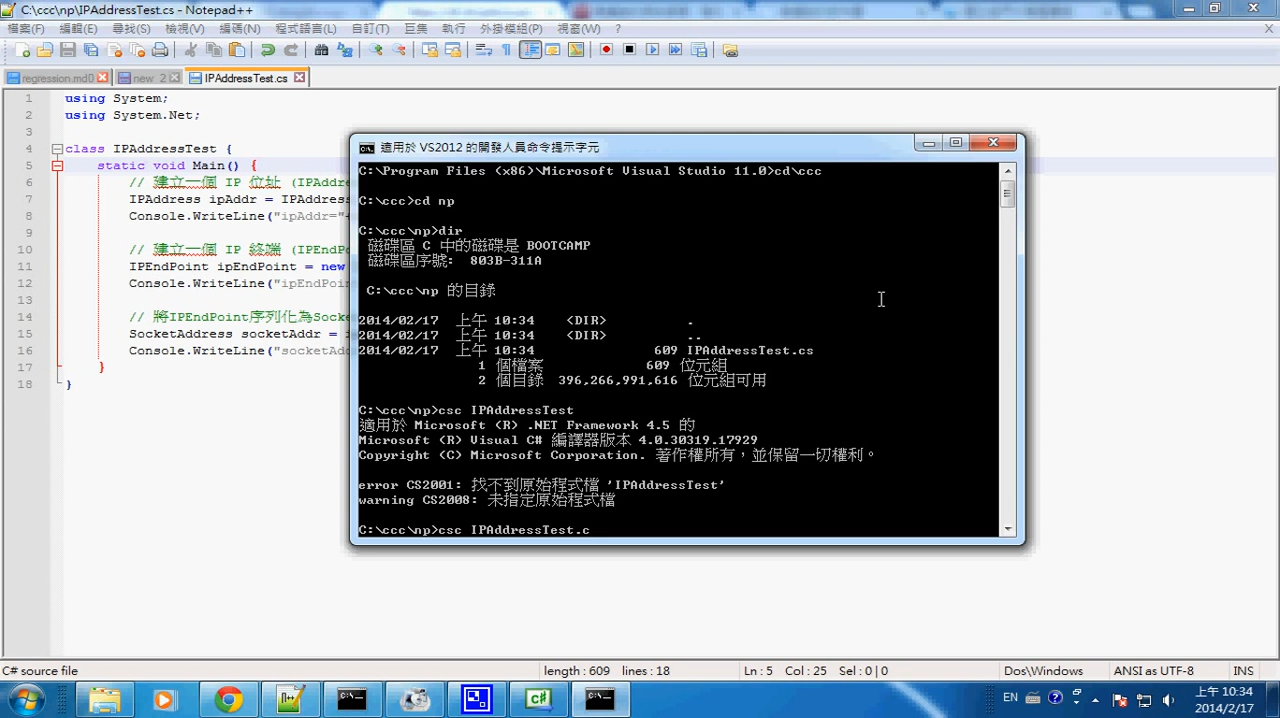 C:\ccc\np\IPAddressTest.cs - Notepad++
檔案(F) 編輯(E) 尋找(S) 檢視(V) 編碼(N) 程式語言(L) 自訂(T) 巨集 執行 外掛模組(P) 視窗(W) ?
regression.md0 new 2 IPAddressTest.cs
1 using System;
2 using System.Net;
3
4 class IPAddressTest {
5 static void Main() {
6 // 建立一個 IP 位址 (IPAddre
7 IPAddress ipAddr = IPAddress
8 Console.WriteLine("ipAddr="+
9
10 // 建立一個 IP 終端 (IPEndPo
11 IPEndPoint ipEndPoint = new
12 Console.WriteLine("ipEndPoin
13
14 // 將IPEndPoint序列化為Socke
15 SocketAddress socketAddr = i
16 Console.WriteLine("socketAdd
17 }
18 }
適用於 VS2012 的開發人員命令提示字元
C:\Program Files (x86)\Microsoft Visual Studio 11.0>cd\ccc
C:\ccc>cd np
C:\ccc\np>dir
磁碟區 C 中的磁碟是 BOOTCAMP
磁碟區序號: 803B-311A
C:\ccc\np 的目錄
2014/02/17 上午 10:34 <DIR> .
2014/02/17 上午 10:34 <DIR> ..
2014/02/17 上午 10:34 609 IPAddressTest.cs
1 個檔案 609 位元組
2 個目錄 396,266,991,616 位元組可用
C:\ccc\np>csc IPAddressTest
適用於 Microsoft (R) .NET Framework 4.5 的
Microsoft (R) Visual C# 編譯器版本 4.0.30319.17929
Copyright (C) Microsoft Corporation. 著作權所有，並保留一切權利。
error CS2001: 找不到原始程式檔 'IPAddressTest'
warning CS2008: 未指定原始程式檔
C:\ccc\np>csc IPAddressTest.c
C# source file length : 609 lines : 18 Ln : 5 Col : 25 Sel : 0 | 0 Dos\Windows ANSI as UTF-8 INS
EN 上午 10:34
2014/2/17